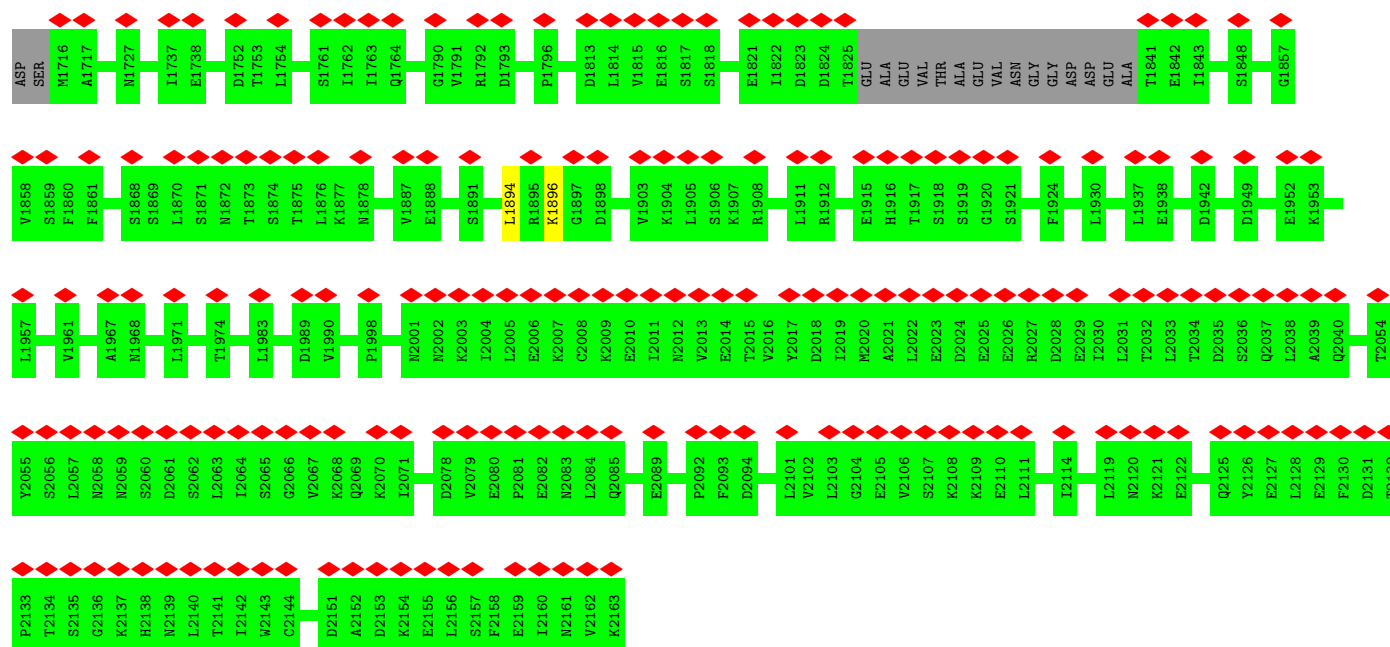 ASP SER M1716 A1717 N1727 I1737 E1738 D1752 T1753 L1754 S1761 I1762 I1763 Q1764 G1790 V1791 R1792 D1793 P1796 D1813 L1814 V1815 E1816 S1817 S1818 E1821 I1822 D1823 D1824 T1825 GLU ALA GLU VAL THR ALA GLU VAL ASN GLY GLY ASP ASP GLU ALA T1841 E1842 I1843 S1848 G1857
V1858 S1859 F1860 F1861 S1868 S1869 L1870 S1871 N1872 T1873 S1874 T1875 L1876 K1877 N1878 V1887 E1888 S1891 L1894 R1895 K1896 G1897 D1898 V1903 K1904 L1905 S1906 K1907 R1908 L1911 R1912 E1915 H1916 T1917 S1918 S1919 G1920 S1921 F1924 L1930 L1937 E1938 D1942 D1949 E1952 K1953
L1957 V1961 A1967 N1968 L1971 T1974 L1983 D1989 V1990 P1998 N2001 N2002 K2003 I2004 L2005 E2006 K2007 C2008 K2009 E2010 I2011 N2012 V2013 E2014 T2015 V2016 Y2017 D2018 I2019 M2020 A2021 L2022 E2023 D2024 E2025 E2026 R2027 D2028 E2029 I2030 L2031 T2032 L2033 T2034 D2035 S2036 Q2037 L2038 A2039 Q2040 T2054
Y2055 S2056 L2057 N2058 N2059 S2060 D2061 S2062 L2063 I2064 S2065 G2066 V2067 K2068 Q2069 K2070 I2071 D2078 V2079 E2080 P2081 E2082 N2083 L2084 Q2085 E2089 P2092 F2093 D2094 L2101 V2102 L2103 G2104 E2105 V2106 S2107 K2108 K2109 E2110 L2111 I2114 L2119 N2120 K2121 E2122 Q2125 Y2126 E2127 L2128 E2129 F2130 D2131
P2133 T2134 S2135 G2136 K2137 H2138 N2139 L2140 T2141 I2142 W2143 C2144 D2151 A2152 D2153 K2154 E2155 L2156 S2157 F2158 E2159 I2160 N2161 V2162 K2163